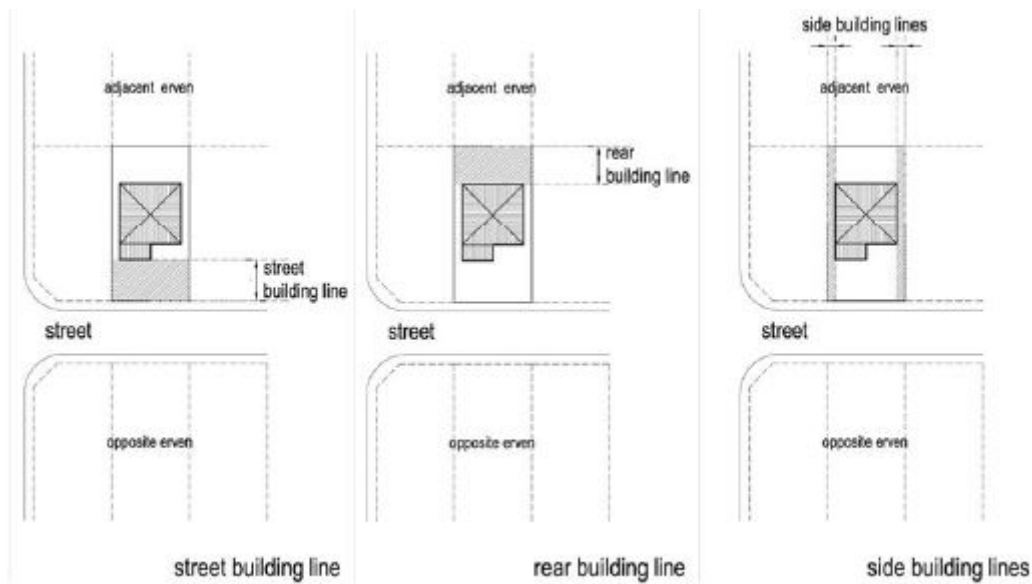 adjacent erven
street
building line
street
opposite erven
street building line
adjacent erven
rear
building line
street
opposite erven
rear building line
side building lines
adjacent erven
street
opposite erven
side building lines